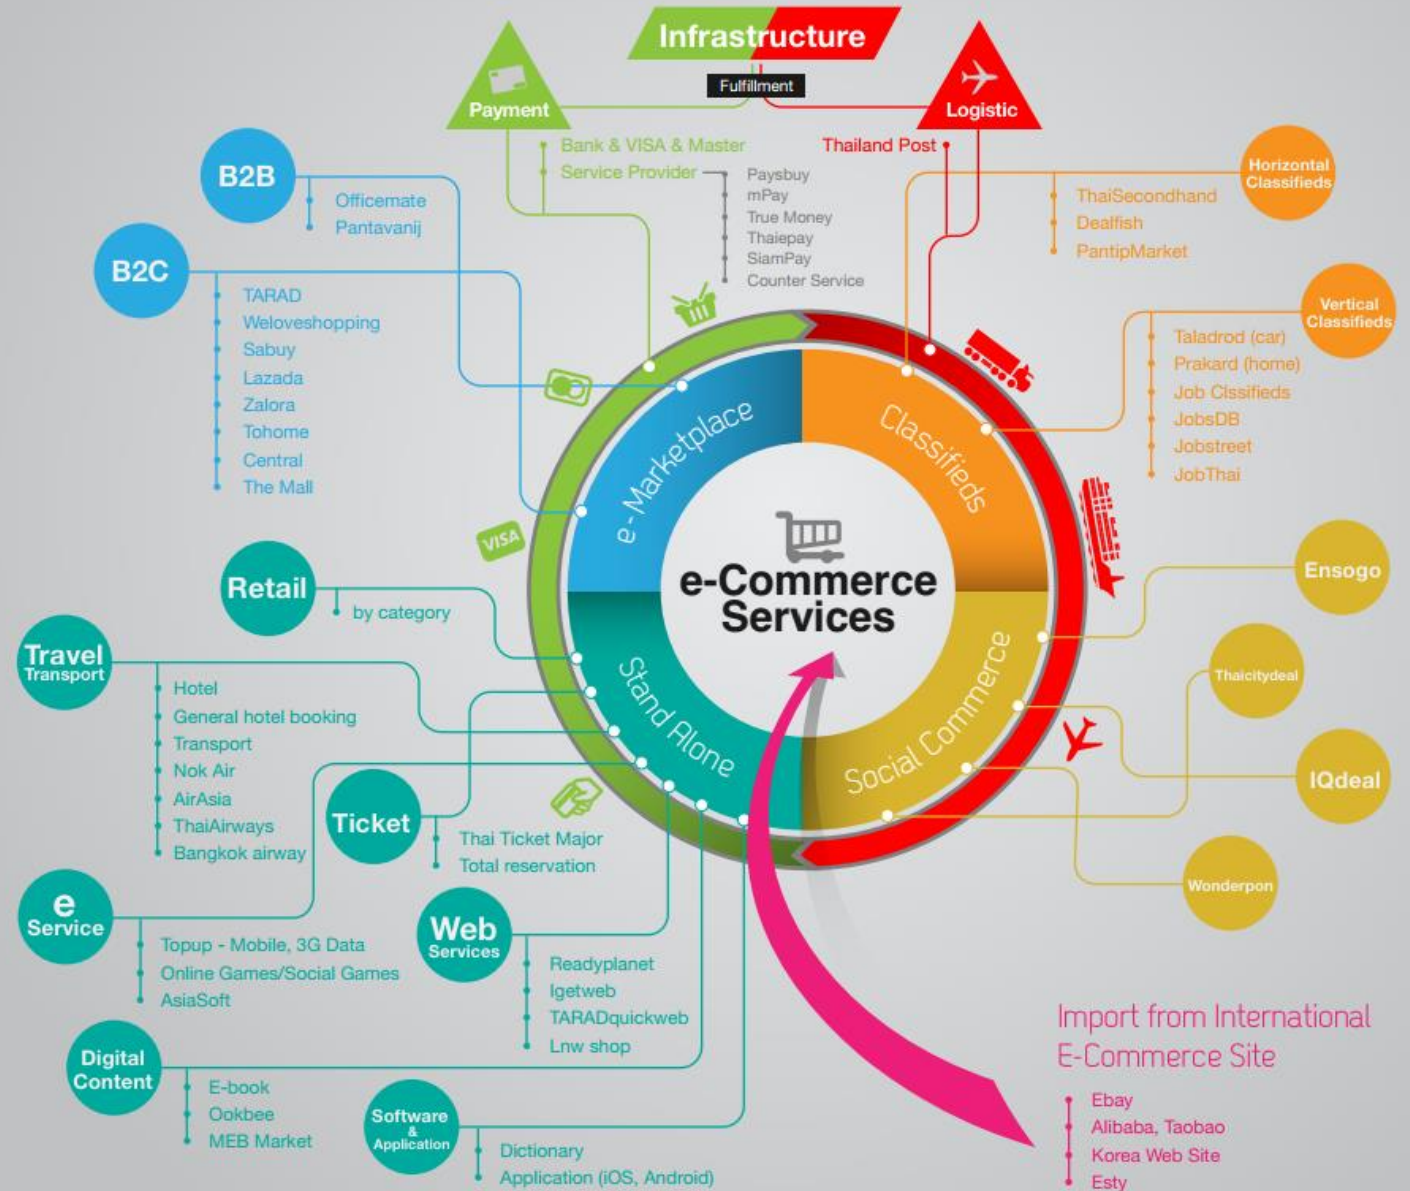 Infrastructure
Fulfillment
Payment
Logistic
Bank & VISA & Master
Service Provider
Paysbuy
mPay
True Money
Thaiepay
SiamPay
Counter Service
Thailand Post
B2B
Officemate
Pantavanij
B2C
TARAD
Weloveshopping
Sabuy
Lazada
Zalora
Tohome
Central
The Mall
Horizontal
Classifieds
ThaiSecondhand
Dealfish
PantipMarket
Vertical
Classifieds
Taladrod (car)
Prakard (home)
Job Clssifieds
JobsDB
Jobstreet
JobThai
VISA
e-Marketplace
Classifieds
e-Commerce
Services
Stand Alone
Social Commerce
Retail
by category
Travel
Transport
Hotel
General hotel booking
Transport
Nok Air
AirAsia
ThaiAirways
Bangkok airway
Ticket
Thai Ticket Major
Total reservation
e
Service
Topup - Mobile, 3G Data
Online Games/Social Games
AsiaSoft
Web
Services
Readyplanet
Igetweb
TARADquickweb
Lnw shop
Digital
Content
E-book
Ookbee
MEB Market
Software
&
Application
Dictionary
Application (iOS, Android)
Ensogo
Thaicitydeal
IQdeal
Wonderpon
Import from International
E-Commerce Site
Ebay
Alibaba, Taobao
Korea Web Site
Esty